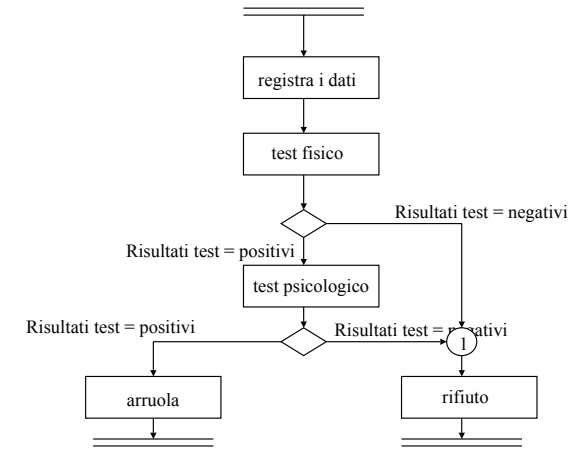 registra i dati
test fisico
Risultati test = negativi
Risultati test = positivi
test psicologico
Risultati test = positivi
Risultati test = negativi
1
arruola
rifiuto